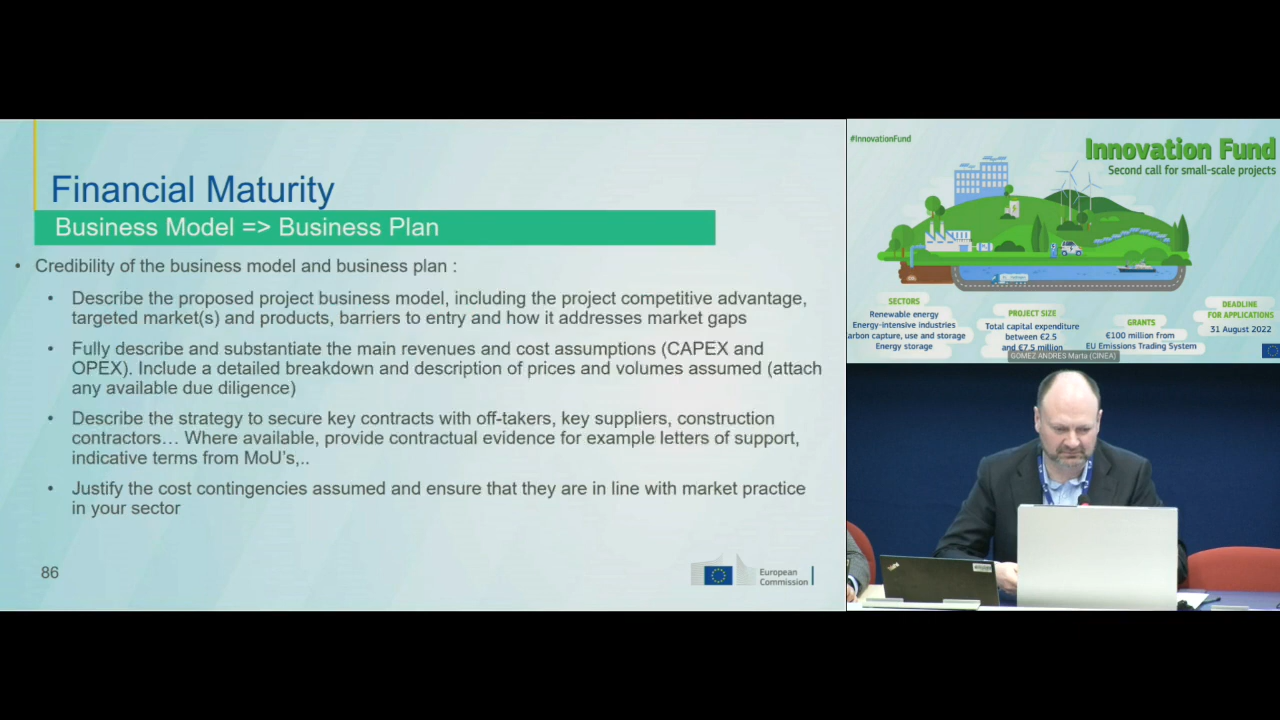 Financial Maturity
Business Model => Business Plan
• Credibility of the business model and business plan :
• Describe the proposed project business model, including the project competitive advantage,
targeted market(s) and products, barriers to entry and how it addresses market gaps
• Fully describe and substantiate the main revenues and cost assumptions (CAPEX and
OPEX). Include a detailed breakdown and description of prices and volumes assumed (attach
any available due diligence)
• Describe the strategy to secure key contracts with off-takers, key suppliers, construction
contractors… Where available, provide contractual evidence for example letters of support,
indicative terms from MoU's,..
• Justify the cost contingencies assumed and ensure that they are in line with market practice
in your sector
86
European
Commission
#InnovationFund
Innovation Fund
Second call for small-scale projects
SECTORS
Renewable energy
Energy-intensive industries
arbon capture, use and storage
Energy storage
PROJECT SIZE
Total capital expenditure
between €2.5
and €7.5 million
GRANTS
€100 million from
EU Emissions Trading System
DEADLINE
FOR APPLICATIONS
31 August 2022
GOMEZ ANDRES Marta (CINEA)